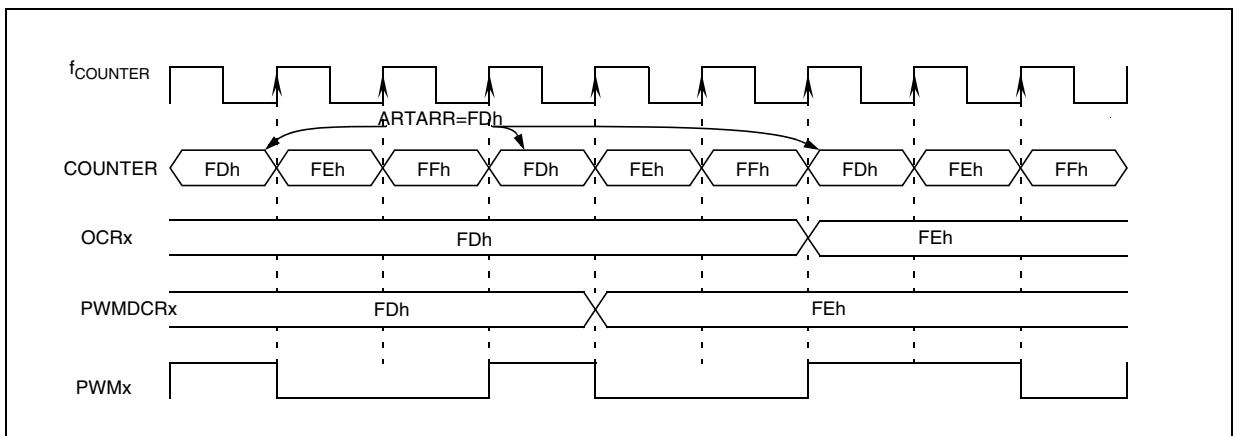 fCOUNTER
ARTARR=FDh
COUNTER FDh FEh FFh FDh FEh FFh FDh FEh FFh
OCRx FDh FEh
PWMDCRx FDh FEh
PWMx